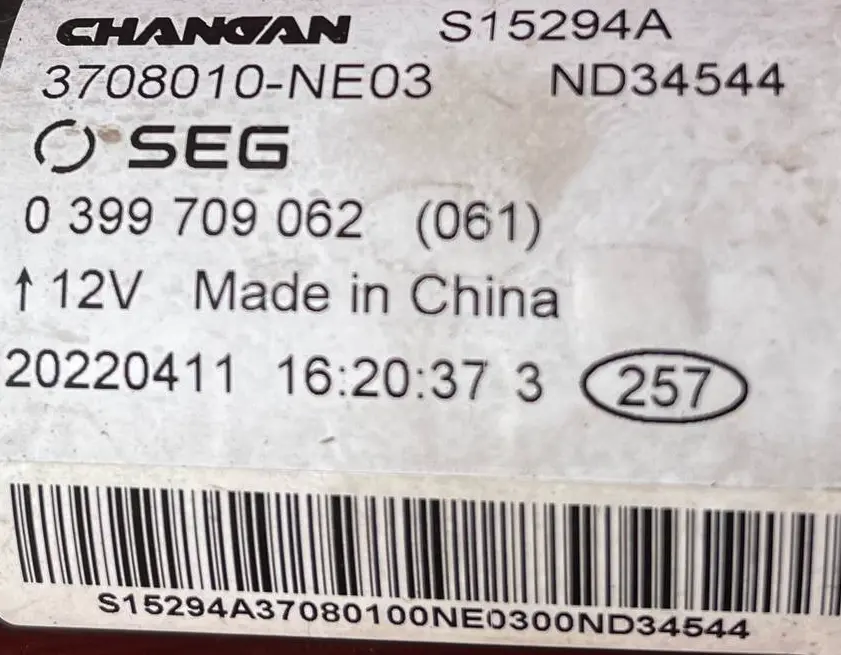 CHANGAN S15294A
3708010-NE03 ND34544
SEG
0 399 709 062 (061)
↑ 12V Made in China
20220411 16:20:37 3 257
S15294A37080100NE0300ND34544